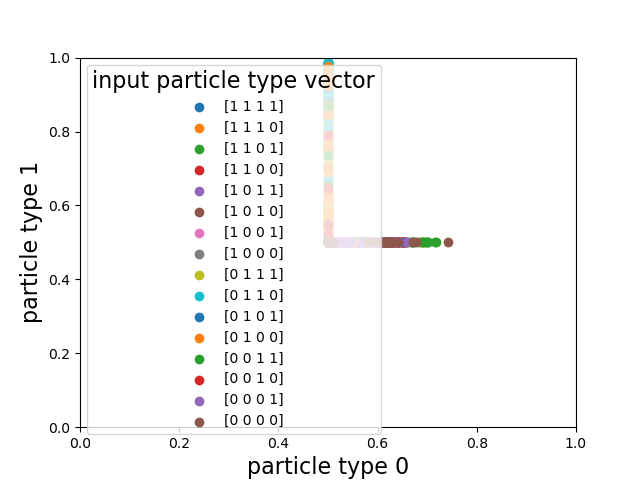 1.0
0.8
0.6
0.4
0.2
0.0
particle type 1
input particle type vector
[1 1 1 1]
[1 1 1 0]
[1 1 0 1]
[1 1 0 0]
[1 0 1 1]
[1 0 1 0]
[1 0 0 1]
[1 0 0 0]
[0 1 1 1]
[0 1 1 0]
[0 1 0 1]
[0 1 0 0]
[0 0 1 1]
[0 0 1 0]
[0 0 0 1]
[0 0 0 0]
0.0 0.2 0.4 0.6 0.8 1.0
particle type 0